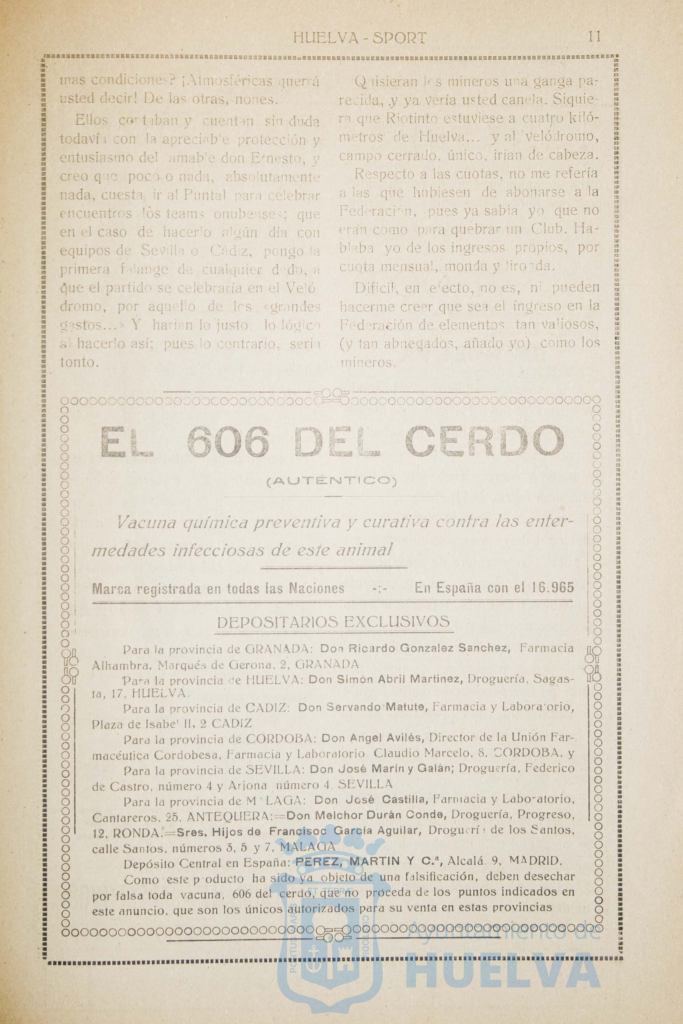 HUELVA - SPORT
11
mas condiciones? ¡Atmosféricas querrá
usted decir! De las otras, nones.
Ellos contaban y cuentan sin duda
todavía con la apreciable protección y
entusiasmo del amable don Ernesto, y
creo que poco o nada, absolutamente
nada, cuesta ir al Puntal para celebrar
encuentros los teams onubenses; que
en el caso de hacerlo algún día con
equipos de Sevilla o Cádiz, pongo la
primera falange de cualquier dedo, a
que el partido se celebraría en el Veló
dromo, por aquello de los «grandes
gastos...» Y harían lo justo, lo lógico
al hacerlo así; pues lo contrario, sería
tonto.
Quisieran los mineros una ganga pa-
recida, y ya vería usted canela. Siquie-
ra que Riotinto estuviese a cuatro kiló-
metros de Huelva... y al velódromo,
campo cerrado, único, irían de cabeza.
Respecto a las cuotas, no me refería
a las que hubiesen de abonarse a la
Federación, pues ya sabía yo que no
eran como para quebrar un Club. Ha-
blaba yo de los ingresos propios, por
cuota mensual, monda y lironda.
Difícil, en efecto, no es, ni pueden
hacerme creer que sea el ingreso en la
Federación de elementos tan valiosos,
(y tan abnegados, añado yo) como los
mineros.
EL 606 DEL CERDO
(AUTÉNTICO)
Vacuna química preventiva y curativa contra las enfer-
medades infecciosas de este animal
Marca registrada en todas las Naciones -:- En España con el 16.965
DEPOSITARIOS EXCLUSIVOS
Para la provincia de GRANADA: Don Ricardo Gonzalez Sanchez, Farmacia
Alhambra, Marqués de Gerona, 2, GRANADA
Para la provincia de HUELVA: Don Simón Abril Martinez, Droguería, Sagas-
ta, 17, HUELVA.
Para la provincia de CADIZ: Don Servando Matute, Farmacia y Laboratorio,
Plaza de Isabel II, 2 CADIZ
Para la provincia de CORDOBA: Don Angel Avilés, Director de la Unión Far-
macéutica Cordobesa, Farmacia y Laboratorio Claudio Marcelo, 8, CORDOBA, y
Para la provincia de SEVILLA: Don José Marín y Galán; Droguería, Federico
de Castro, número 4 y Arjona número 4, SEVILLA
Para la provincia de MALAGA: Don José Castilla, Farmacia y Laboratorio,
Cantareros, 25, ANTEQUERA:=Don Melchor Durán Conde, Droguería, Progreso,
12, RONDA.=Sres. Hijos de Francisco García Aguilar, Droguería de los Santos,
calle Santos, números 3, 5 y 7, MALAGA
Depósito Central en España: PÉREZ, MARTIN Y C.ª, Alcalá, 9, MADRID.
Como este producto ha sido ya objeto de una falsificación, deben desechar
por falsa toda vacuna, 606 del cerdo, que no proceda de los puntos indicados en
este anuncio, que son los únicos autorizados para su venta en estas provincias
Ayuntamiento de
HUELVA